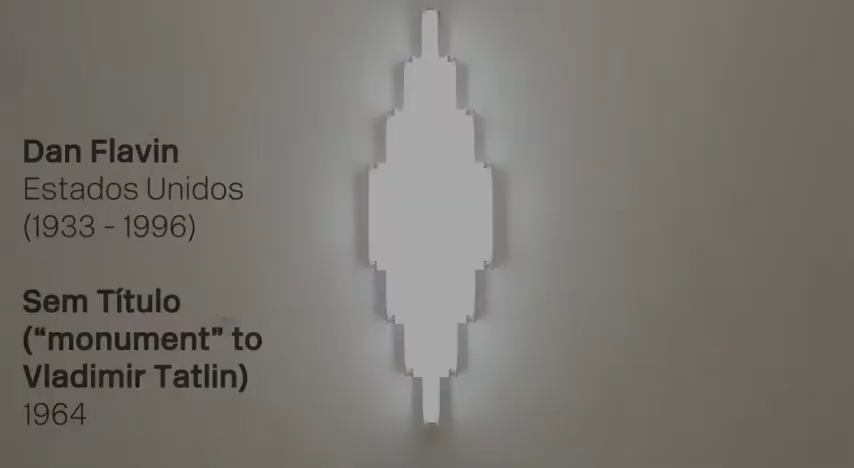 Dan Flavin
Estados Unidos
(1933 - 1996)
Sem Título
(“monument” to
Vladimir Tatlin)
1964